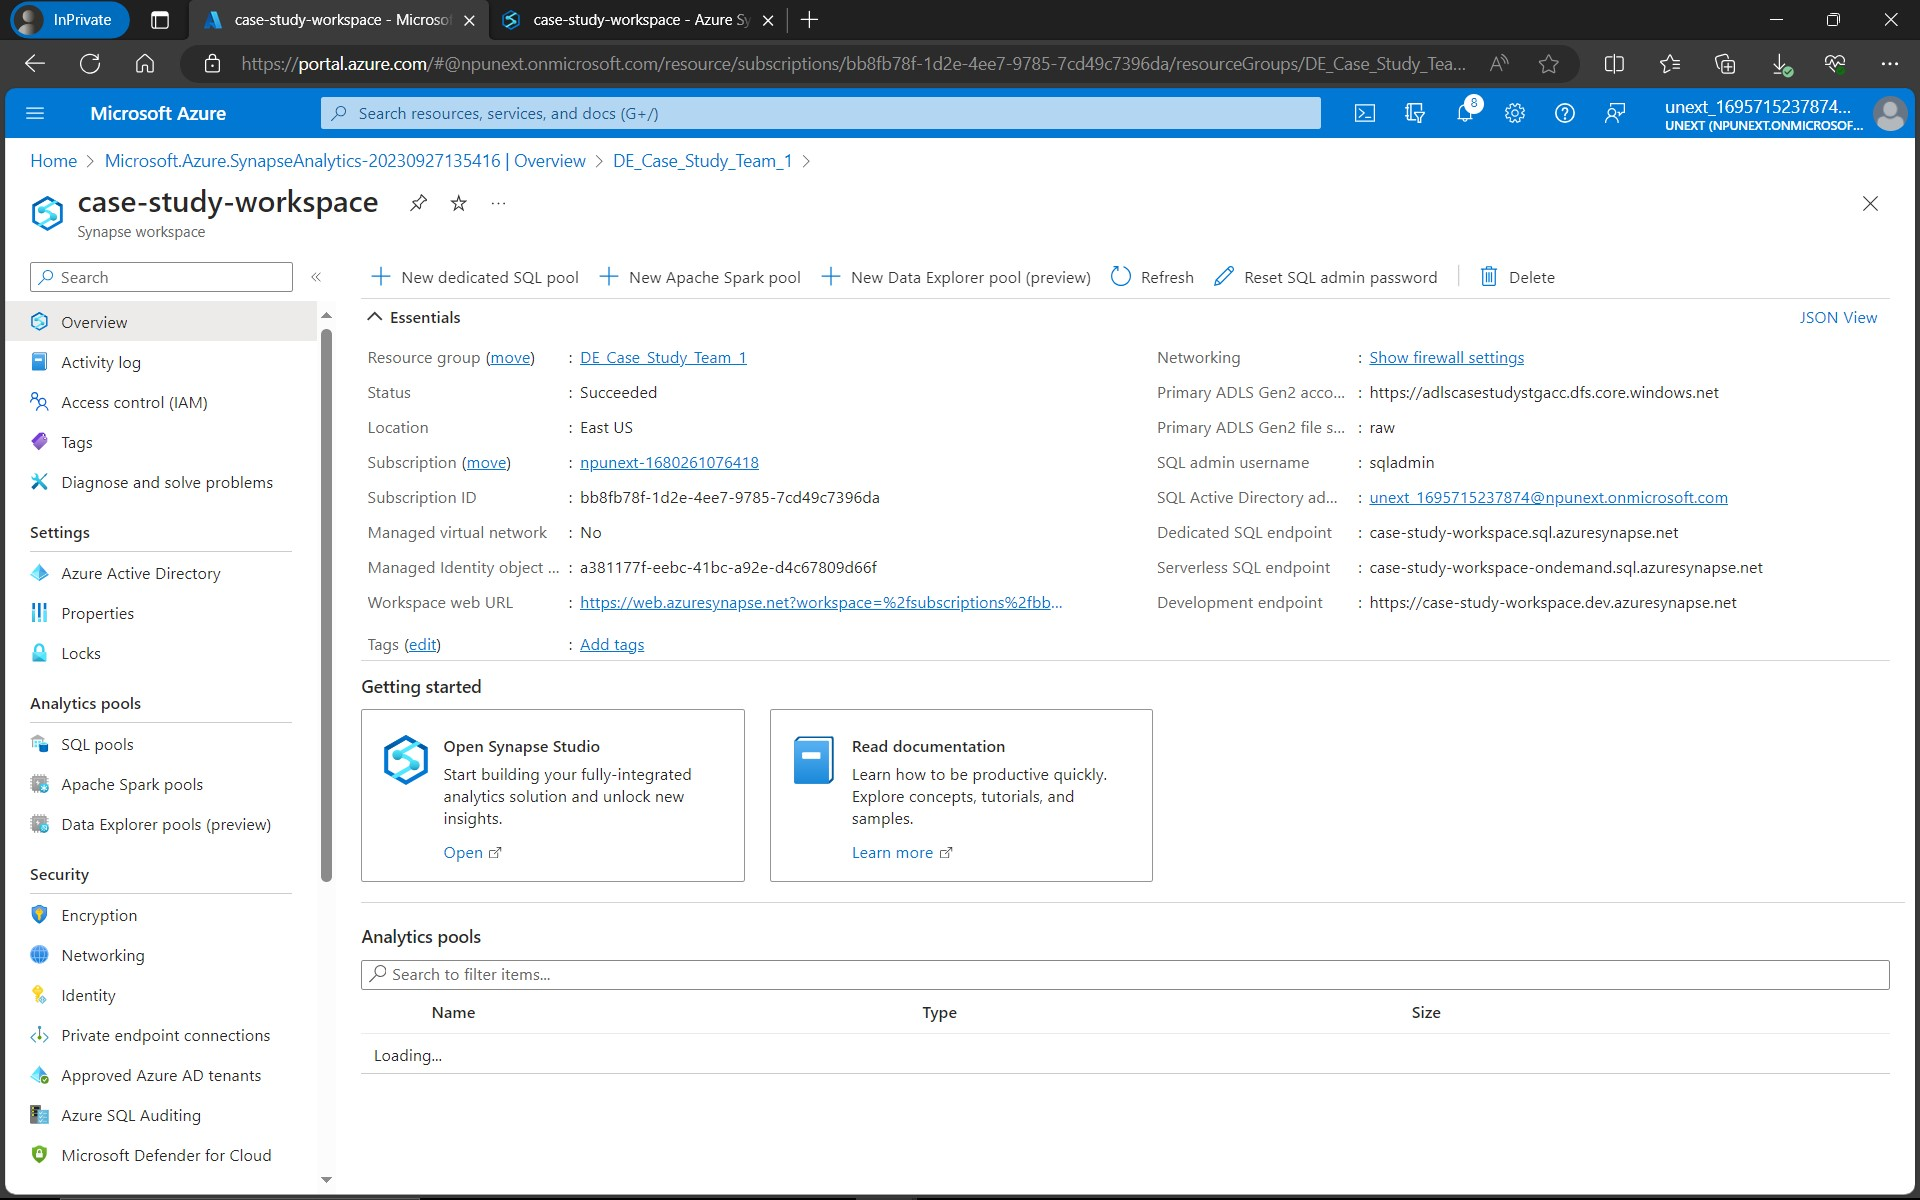 InPrivate
case-study-workspace - Microso
case-study-workspace - Azure Sy
https://portal.azure.com/#@npunext.onmicrosoft.com/resource/subscriptions/bb8fb78f-1d2e-4ee7-9785-7cd49c7396da/resourceGroups/DE_Case_Study_Tea...
Microsoft Azure
Search resources, services, and docs (G+/)
8
unext_1695715237874...
UNEXT (NPUNEXT.ONMICROSOF...
Home > Microsoft.Azure.SynapseAnalytics-20230927135416 | Overview > DE_Case_Study_Team_1 >
case-study-workspace
Synapse workspace
Search
Overview
Activity log
Access control (IAM)
Tags
Diagnose and solve problems
Settings
Azure Active Directory
Properties
Locks
Analytics pools
SQL pools
Apache Spark pools
Data Explorer pools (preview)
Security
Encryption
Networking
Identity
Private endpoint connections
Approved Azure AD tenants
Azure SQL Auditing
Microsoft Defender for Cloud
New dedicated SQL pool
New Apache Spark pool
New Data Explorer pool (preview)
Refresh
Reset SQL admin password
Delete
Essentials
JSON View
Resource group (move) : DE_Case_Study_Team_1
Status : Succeeded
Location : East US
Subscription (move) : npunext-1680261076418
Subscription ID : bb8fb78f-1d2e-4ee7-9785-7cd49c7396da
Managed virtual network : No
Managed Identity object ... : a381177f-eebc-41bc-a92e-d4c67809d66f
Workspace web URL : https://web.azuresynapse.net?workspace=%2fsubscriptions%2fbb...
Tags (edit) : Add tags
Networking : Show firewall settings
Primary ADLS Gen2 acco... : https://adlscasestudystgacc.dfs.core.windows.net
Primary ADLS Gen2 file s... : raw
SQL admin username : sqladmin
SQL Active Directory ad... : unext_1695715237874@npunext.onmicrosoft.com
Dedicated SQL endpoint : case-study-workspace.sql.azuresynapse.net
Serverless SQL endpoint : case-study-workspace-ondemand.sql.azuresynapse.net
Development endpoint : https://case-study-workspace.dev.azuresynapse.net
Getting started
Open Synapse Studio
Start building your fully-integrated
analytics solution and unlock new
insights.
Open
Read documentation
Learn how to be productive quickly.
Explore concepts, tutorials, and
samples.
Learn more
Analytics pools
Search to filter items...
Name Type Size
Loading...